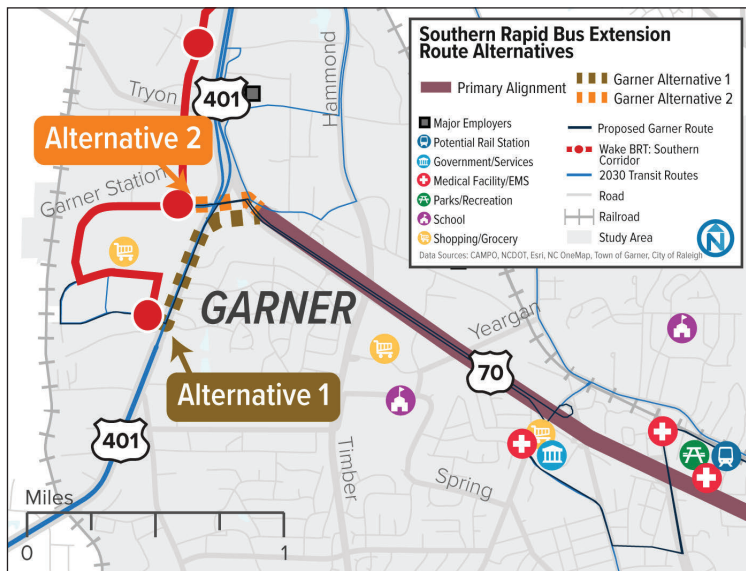 Southern Rapid Bus Extension
Route Alternatives
Primary Alignment
Garner Alternative 1
Garner Alternative 2
Major Employers
Potential Rail Station
Government/Services
Medical Facility/EMS
Parks/Recreation
School
Shopping/Grocery
Proposed Garner Route
Wake BRT: Southern
Corridor
2030 Transit Routes
Road
Railroad
Study Area
N
Data Sources: CAMPO, NCDOT, Esri, NC OneMap, Town of Garner, City of Raleigh
Tryon
401
Hammond
Alternative 2
Garner Station
GARNER
Yeargan
Alternative 1
70
401
Timber
Spring
Miles
0
1